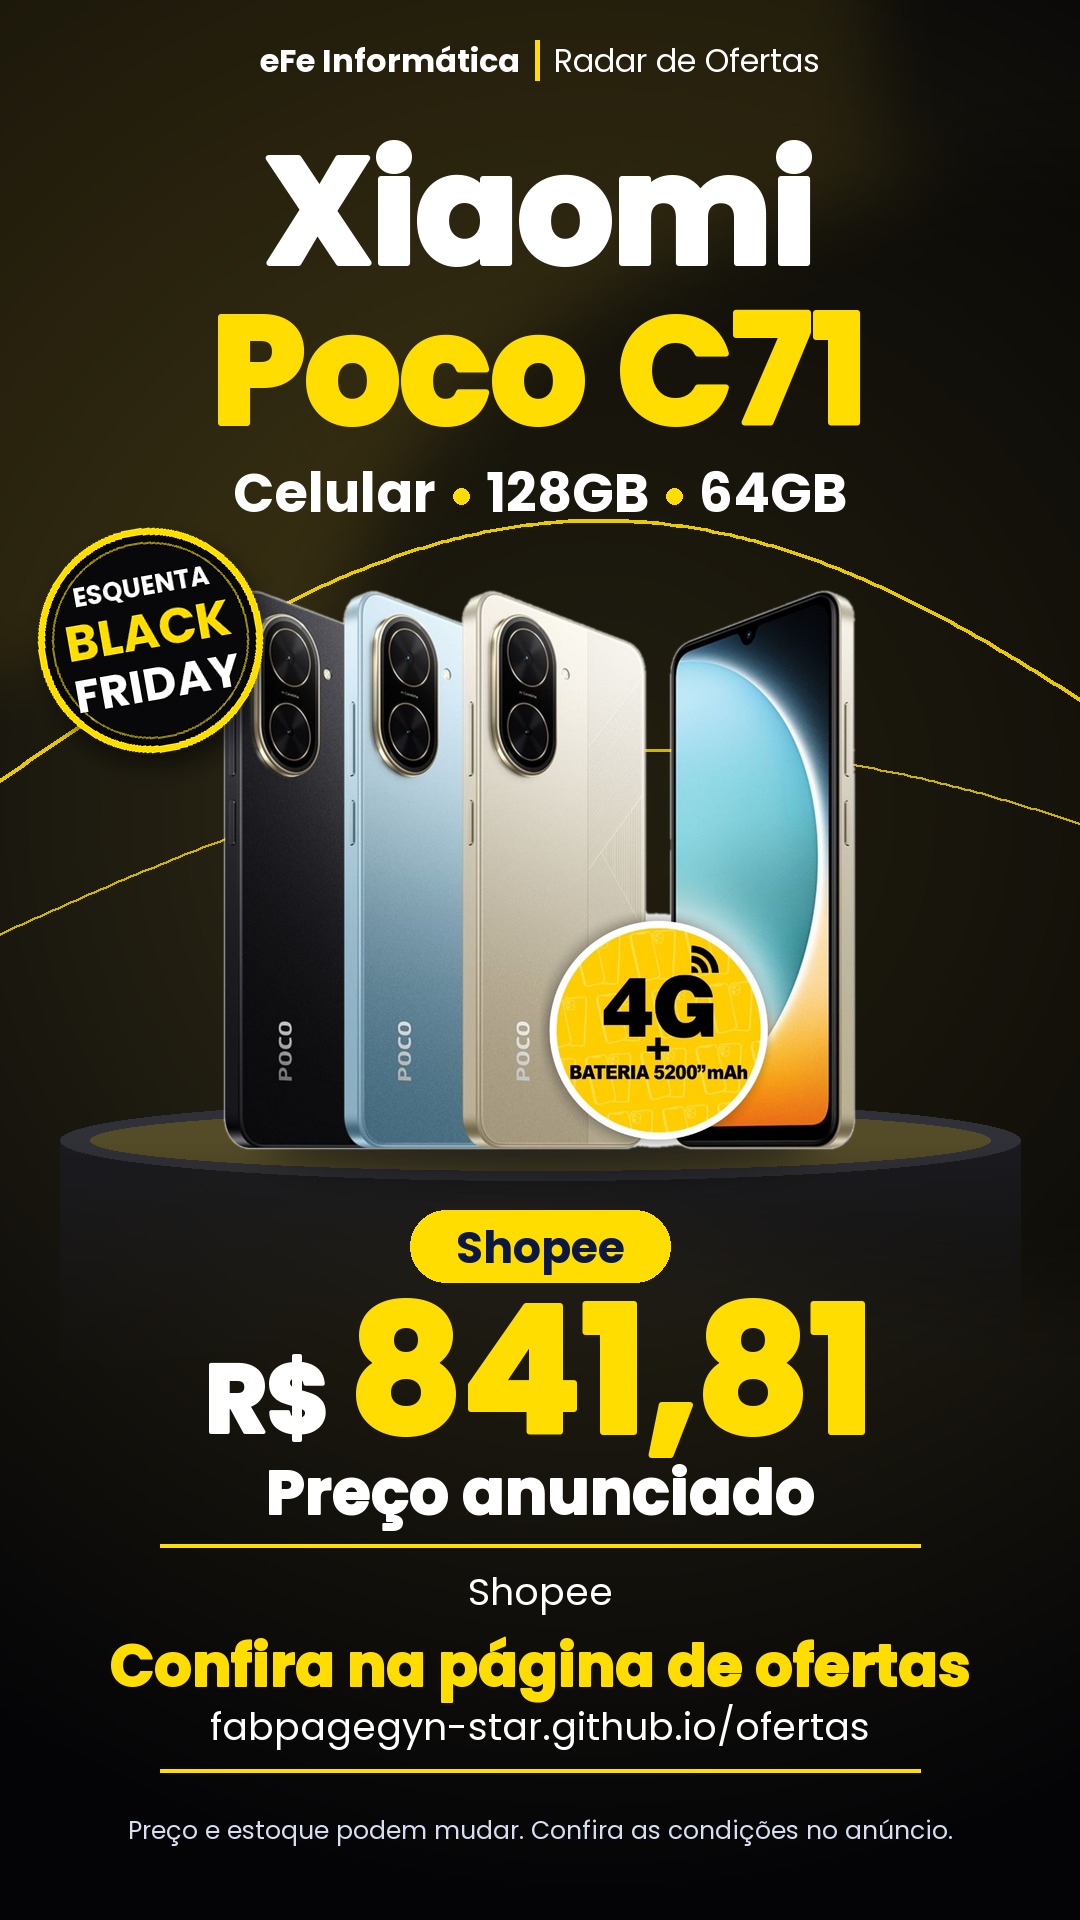 eFe Informática | Radar de Ofertas
Xiaomi
Poco C71
Celular • 128GB • 64GB
ESQUENTA
BLACK
FRIDAY
POCO
POCO
POCO
4G
+
BATERIA 5200”mAh
Shopee
R$ 841,81
Preço anunciado
Shopee
Confira na página de ofertas
fabpagegyn-star.github.io/ofertas
Preço e estoque podem mudar. Confira as condições no anúncio.